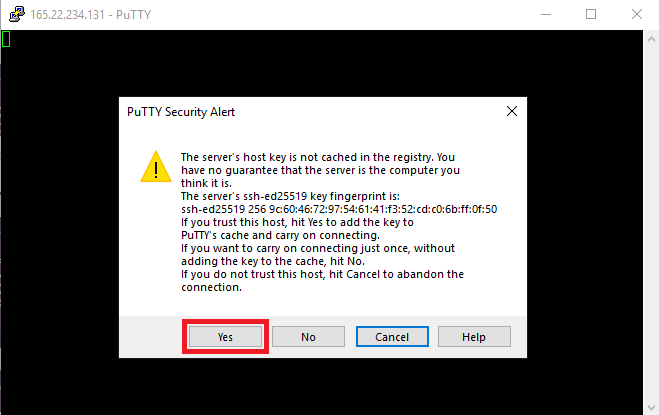 165.22.234.131 - PuTTY
PuTTY Security Alert
The server's host key is not cached in the registry. You
have no guarantee that the server is the computer you
think it is.
The server's ssh-ed25519 key fingerprint is:
ssh-ed25519 256 9c:60:46:72:97:54:61:41:f3:52:cd:c0:6b:ff:0f:50
If you trust this host, hit Yes to add the key to
PuTTY's cache and carry on connecting.
If you want to carry on connecting just once, without
adding the key to the cache, hit No.
If you do not trust this host, hit Cancel to abandon the
connection.
Yes No Cancel Help